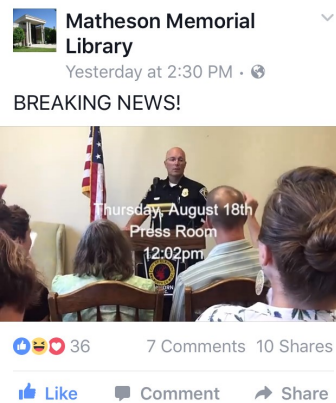 Matheson Memorial
Library
Yesterday at 2:30 PM ·
BREAKING NEWS!
Thursday, August 18th
Press Room
12:02pm
36
7 Comments 10 Shares
Like Comment Share